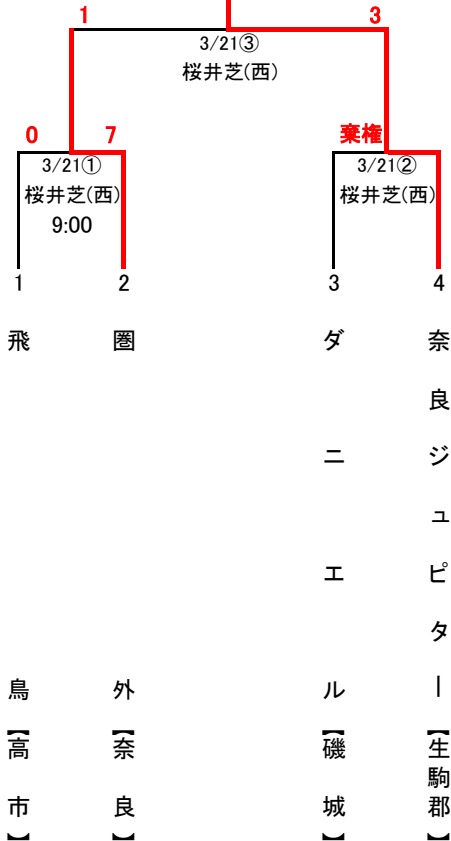 1 3
3/21③
桜井芝(西)
0 7 棄権
3/21① 3/21②
桜井芝(西) 桜井芝(西)
9:00
1 2 3 4
飛鳥【高市】
圏外【奈良】
ダニエル【磯城】
奈良ジュピター【生駒郡】